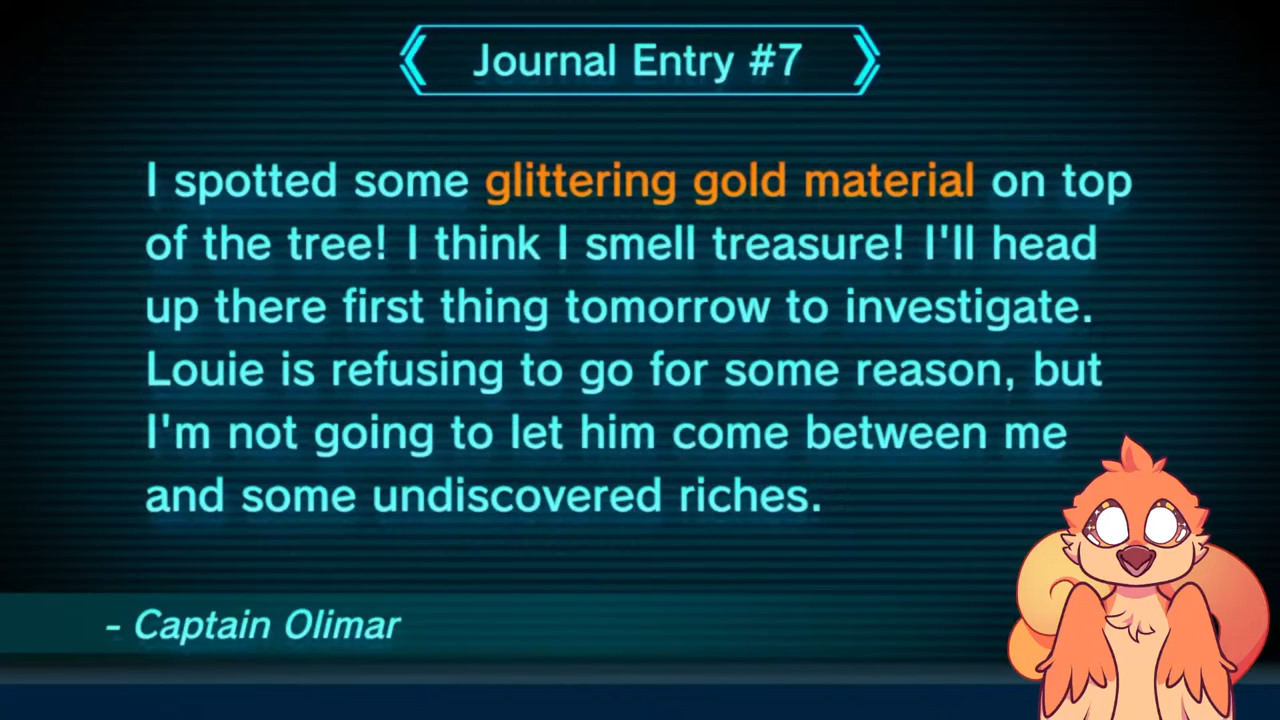 Journal Entry #7
I spotted some glittering gold material on top
of the tree! I think I smell treasure! I'll head
up there first thing tomorrow to investigate.
Louie is refusing to go for some reason, but
I'm not going to let him come between me
and some undiscovered riches.
- Captain Olimar